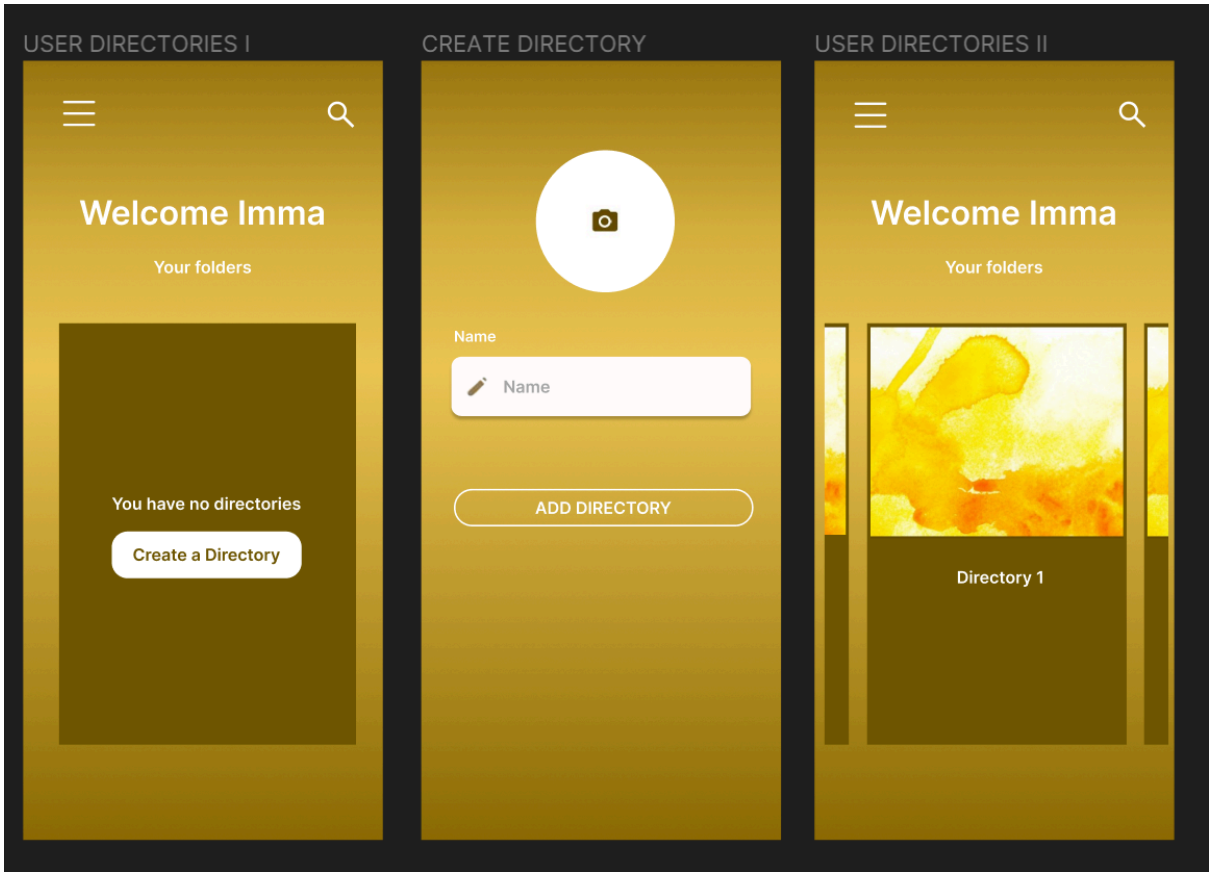 USER DIRECTORIES I
Welcome Imma
Your folders
You have no directories
Create a Directory
CREATE DIRECTORY
Name
Name
ADD DIRECTORY
USER DIRECTORIES II
Welcome Imma
Your folders
Directory 1